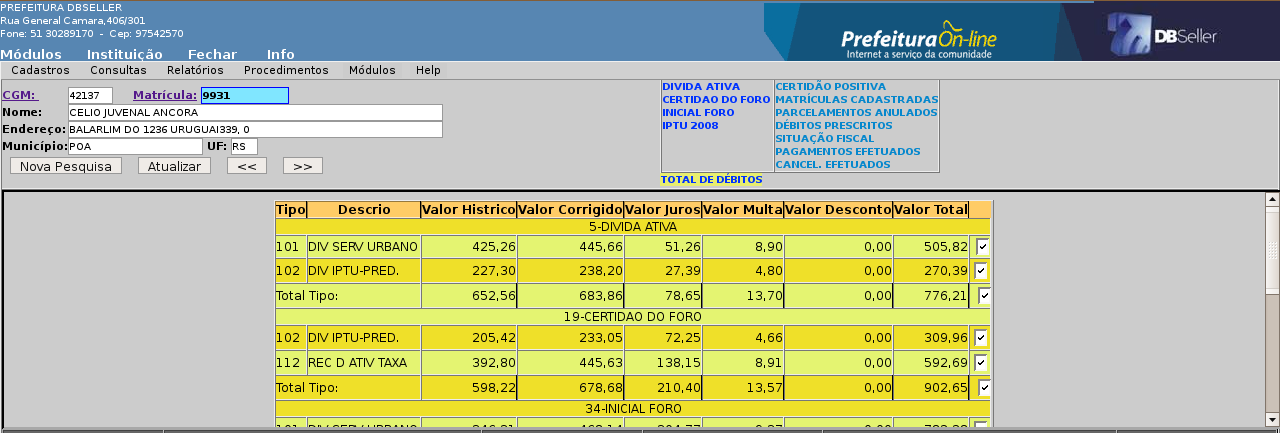 PREFEITURA DBSELLER
Rua General Camara,406/301
Fone: 51 30289170 - Cep: 97542570
Prefeitura On-line
Internet a serviço da comunidade
DBSeller
Módulos Instituição Fechar Info
Cadastros Consultas Relatórios Procedimentos Módulos Help
CGM: 42137 Matrícula: 9931
Nome: CELIO JUVENAL ANCORA
Endereço: BALARLIM DO 1236 URUGUAI339, 0
Município: POA UF: RS
Nova Pesquisa Atualizar << >>
DIVIDA ATIVA
CERTIDAO DO FORO
INICIAL FORO
IPTU 2008
CERTIDÃO POSITIVA
MATRÍCULAS CADASTRADAS
PARCELAMENTOS ANULADOS
DÉBITOS PRESCRITOS
SITUAÇÃO FISCAL
PAGAMENTOS EFETUADOS
CANCEL. EFETUADOS
TOTAL DE DÉBITOS
Tipo Descrio Valor Histrico Valor Corrigido Valor Juros Valor Multa Valor Desconto Valor Total
5-DIVIDA ATIVA
101 DIV SERV URBANO 425,26 445,66 51,26 8,90 0,00 505,82
102 DIV IPTU-PRED. 227,30 238,20 27,39 4,80 0,00 270,39
Total Tipo: 652,56 683,86 78,65 13,70 0,00 776,21
19-CERTIDAO DO FORO
102 DIV IPTU-PRED. 205,42 233,05 72,25 4,66 0,00 309,96
112 REC D ATIV TAXA 392,80 445,63 138,15 8,91 0,00 592,69
Total Tipo: 598,22 678,68 210,40 13,57 0,00 902,65
34-INICIAL FORO